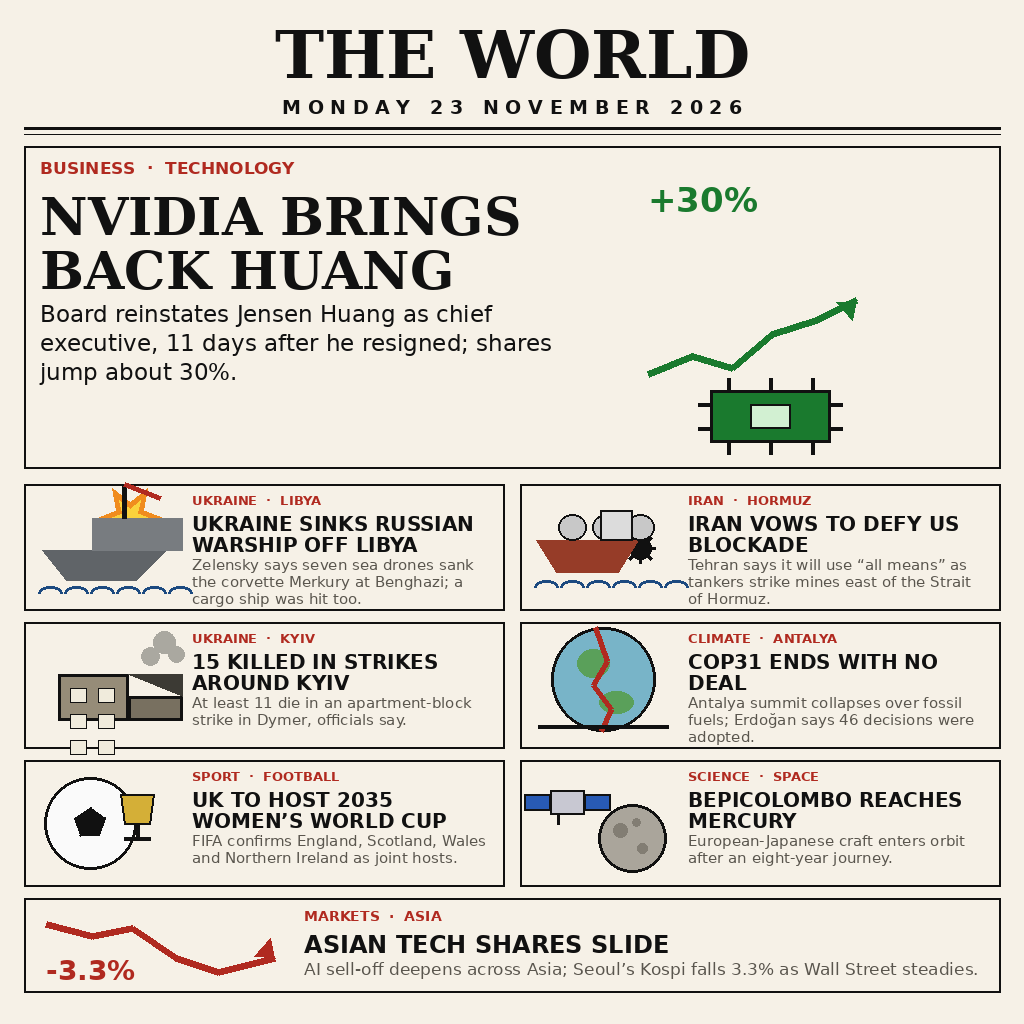 THE WORLD
MONDAY 23 NOVEMBER 2026
BUSINESS · TECHNOLOGY
NVIDIA BRINGS
BACK HUANG
Board reinstates Jensen Huang as chief
executive, 11 days after he resigned; shares
jump about 30%.
+30%
UKRAINE · LIBYA
UKRAINE SINKS RUSSIAN
WARSHIP OFF LIBYA
Zelensky says seven sea drones sank
the corvette Merkury at Benghazi; a
cargo ship was hit too.
IRAN · HORMUZ
IRAN VOWS TO DEFY US
BLOCKADE
Tehran says it will use “all means” as
tankers strike mines east of the Strait
of Hormuz.
UKRAINE · KYIV
15 KILLED IN STRIKES
AROUND KYIV
At least 11 die in an apartment-block
strike in Dymer, officials say.
CLIMATE · ANTALYA
COP31 ENDS WITH NO
DEAL
Antalya summit collapses over fossil
fuels; Erdoğan says 46 decisions were
adopted.
SPORT · FOOTBALL
UK TO HOST 2035
WOMEN’S WORLD CUP
FIFA confirms England, Scotland, Wales
and Northern Ireland as joint hosts.
SCIENCE · SPACE
BEPICOLOMBO REACHES
MERCURY
European-Japanese craft enters orbit
after an eight-year journey.
MARKETS · ASIA
ASIAN TECH SHARES SLIDE
AI sell-off deepens across Asia; Seoul’s Kospi falls 3.3% as Wall Street steadies.
-3.3%